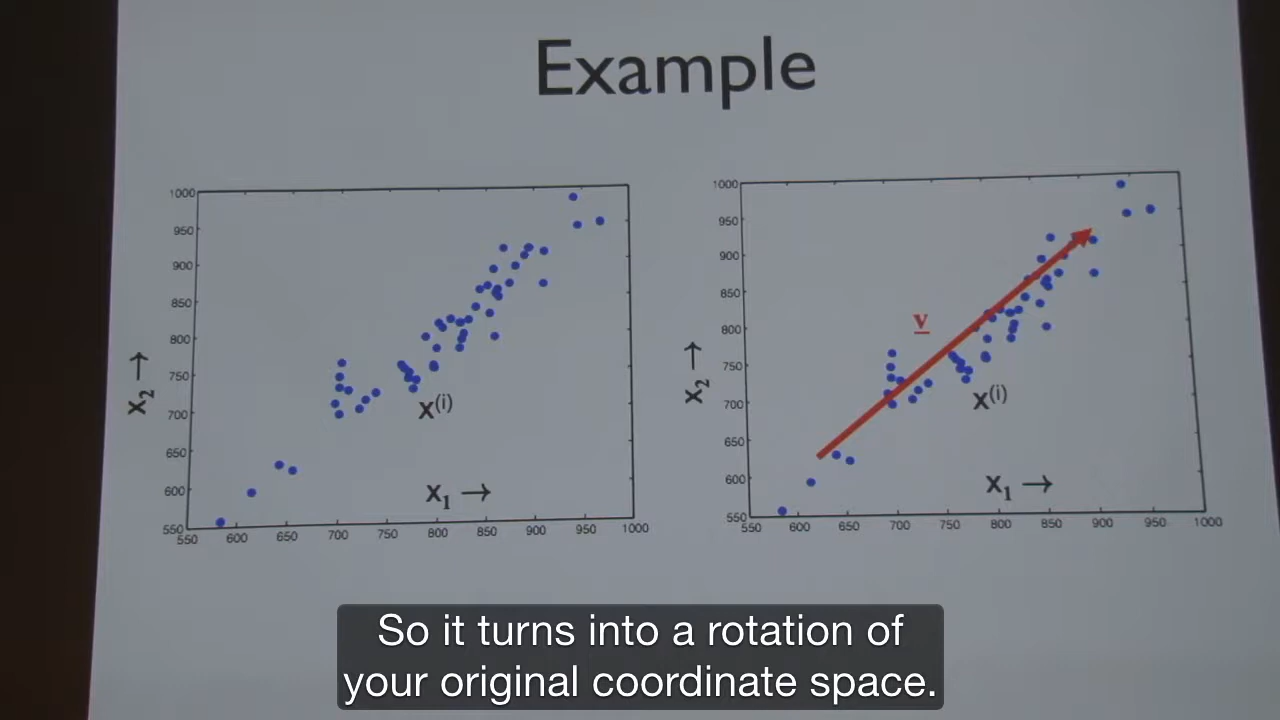 Example
1000
950
900
850
800
750
700
650
600
550
x2 →
x(i)
x1 →
550 600 650 700 750 800 850 900 950 1000
1000
950
900
850
800
750
700
650
600
550
x2 →
v
x(i)
x1 →
550 600 650 700 750 800 850 900 950 1000
So it turns into a rotation of
your original coordinate space.